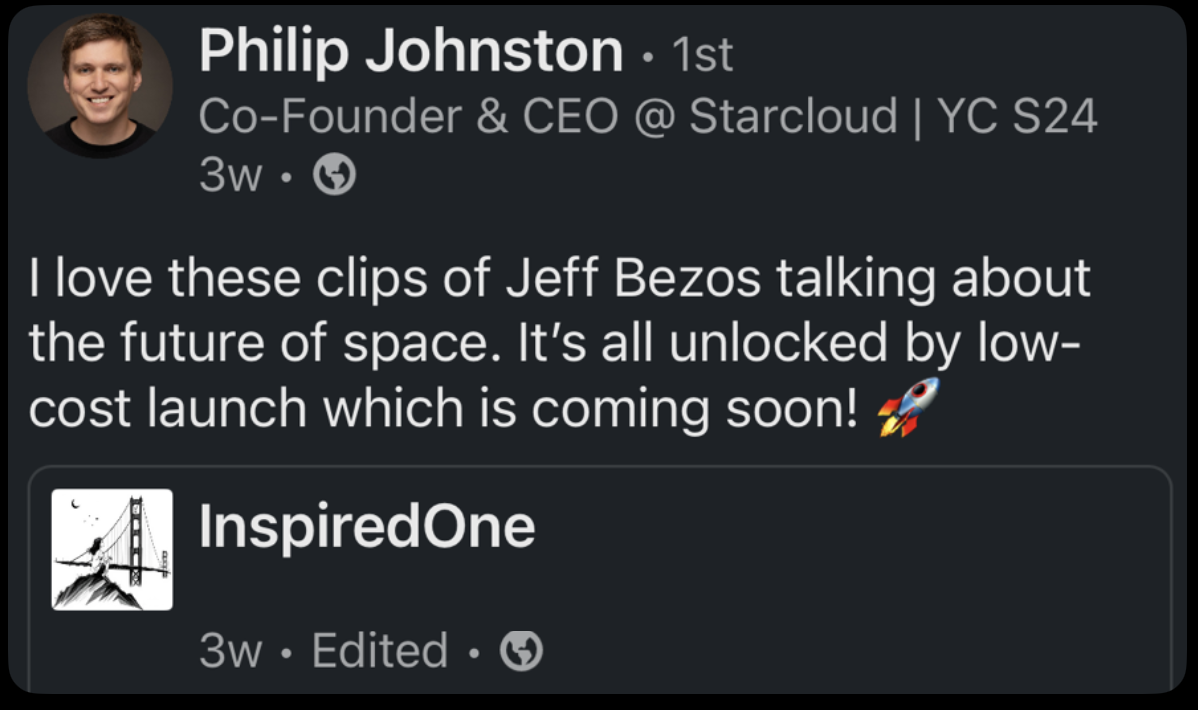 Philip Johnston • 1st
Co-Founder & CEO @ Starcloud | YC S24
3w •
I love these clips of Jeff Bezos talking about
the future of space. It’s all unlocked by low-
cost launch which is coming soon! 🚀
InspiredOne
3w • Edited •